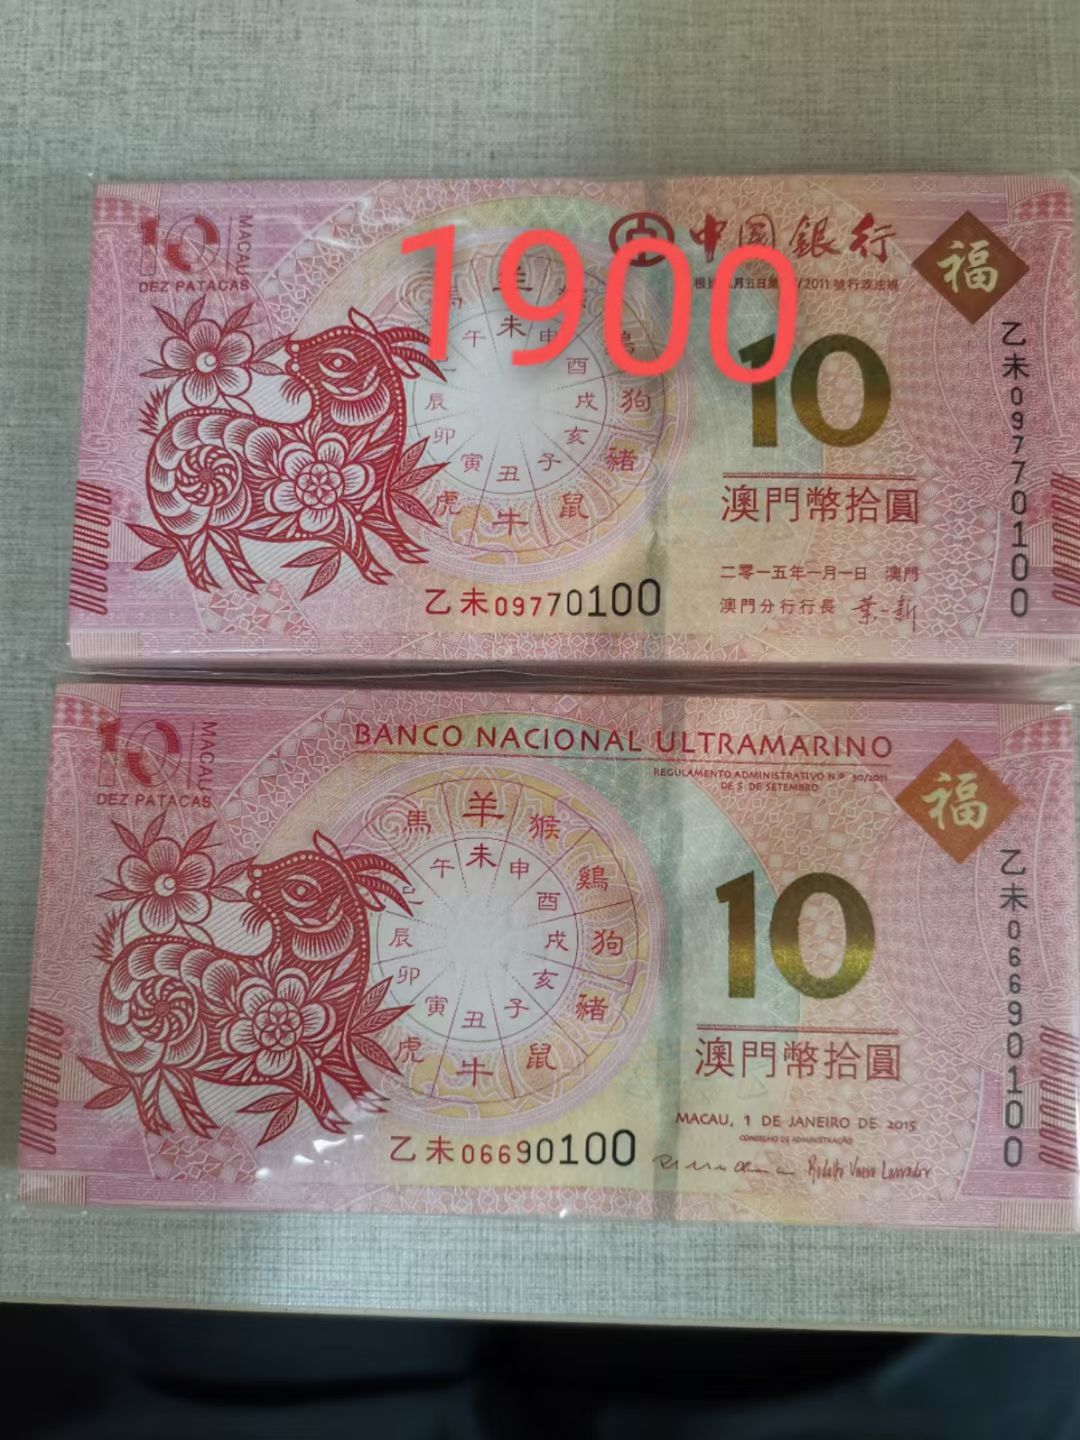 1900
10
MACAU
DEZ PATACAS
中國銀行
福
羊
未
申
午
酉
戌
狗
亥
豬
子
鼠
丑
牛
寅
虎
卯
辰
10
澳門幣拾圓
二零一五年一月一日 澳門
澳門分行行長
乙未09770100
乙未09770100
10
MACAU
DEZ PATACAS
BANCO NACIONAL ULTRAMARINO
REGULAMENTO ADMINISTRATIVO N.º 30/2011
DE 5 DE SETEMBRO
福
馬
羊
猴
午
未
申
鷄
酉
辰
戌
狗
卯
亥
豬
寅
丑
子
虎
牛
鼠
10
澳門幣拾圓
MACAU, 1 DE JANEIRO DE 2015
CONSELHO DE ADMINISTRAÇÃO
乙未06690100
乙未06690100